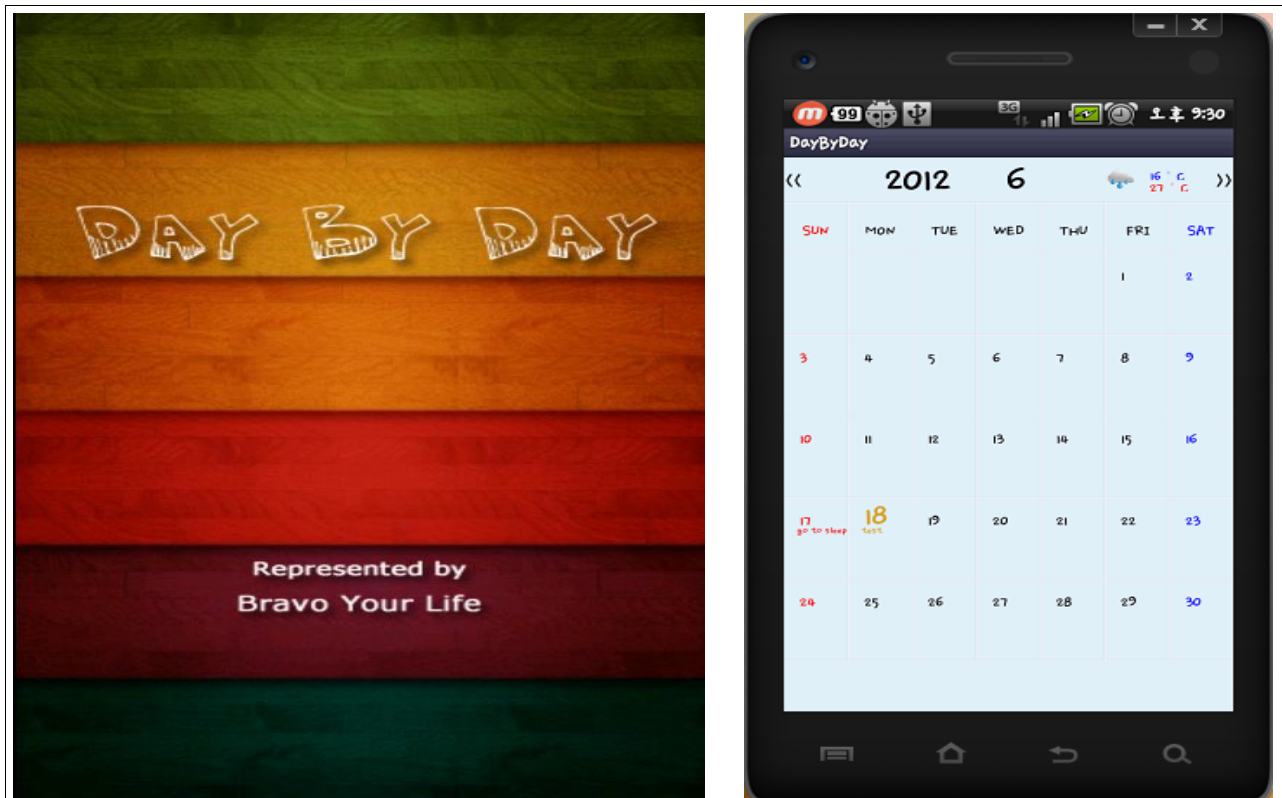 DAY BY DAY
Represented by
Bravo Your Life
m 99 3G 오후 9:30
DayByDay
<< 2012 6 16 °C >>
27 °C
SUN MON TUE WED THU FRI SAT
1 2
3 4 5 6 7 8 9
10 11 12 13 14 15 16
17 18 19 20 21 22 23
go to sleep test
24 25 26 27 28 29 30